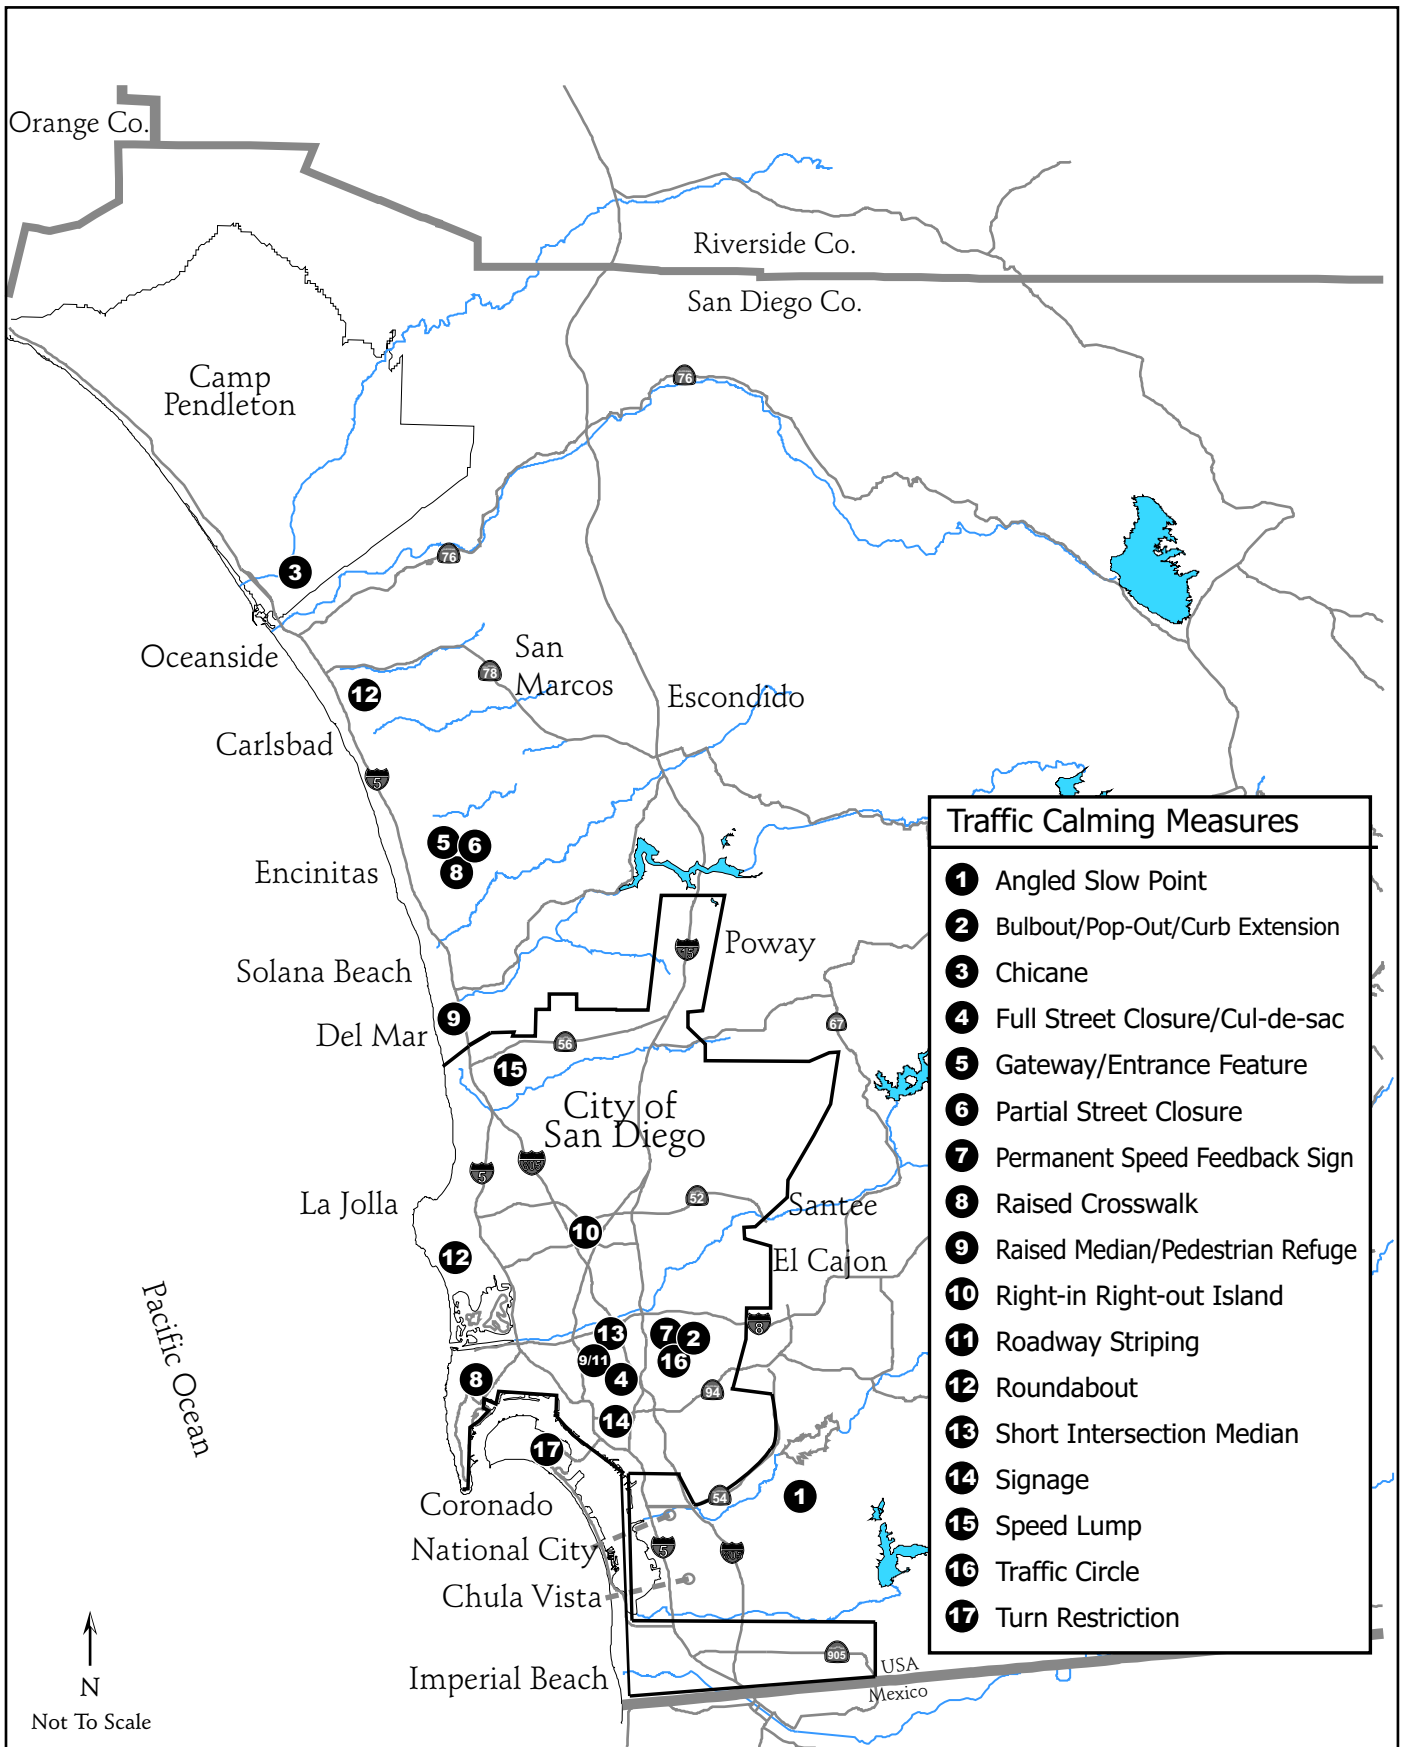 Orange Co.
Riverside Co.
San Diego Co.
Camp
Pendleton
76
76
3
Oceanside
San
Marcos
78
12
Escondido
Carlsbad
5
5
6
8
Encinitas
Poway
15
Solana Beach
9
Del Mar
67
56
15
City of
San Diego
805
5
La Jolla
52
Santee
10
12
El Cajon
Pacific Ocean
8
13
7
2
9/11
16
4
8
94
14
17
1
54
Coronado
National City
5
805
Chula Vista
905
Imperial Beach
USA
Mexico
N
Not To Scale
Traffic Calming Measures
1 Angled Slow Point
2 Bulbout/Pop-Out/Curb Extension
3 Chicane
4 Full Street Closure/Cul-de-sac
5 Gateway/Entrance Feature
6 Partial Street Closure
7 Permanent Speed Feedback Sign
8 Raised Crosswalk
9 Raised Median/Pedestrian Refuge
10 Right-in Right-out Island
11 Roadway Striping
12 Roundabout
13 Short Intersection Median
14 Signage
15 Speed Lump
16 Traffic Circle
17 Turn Restriction